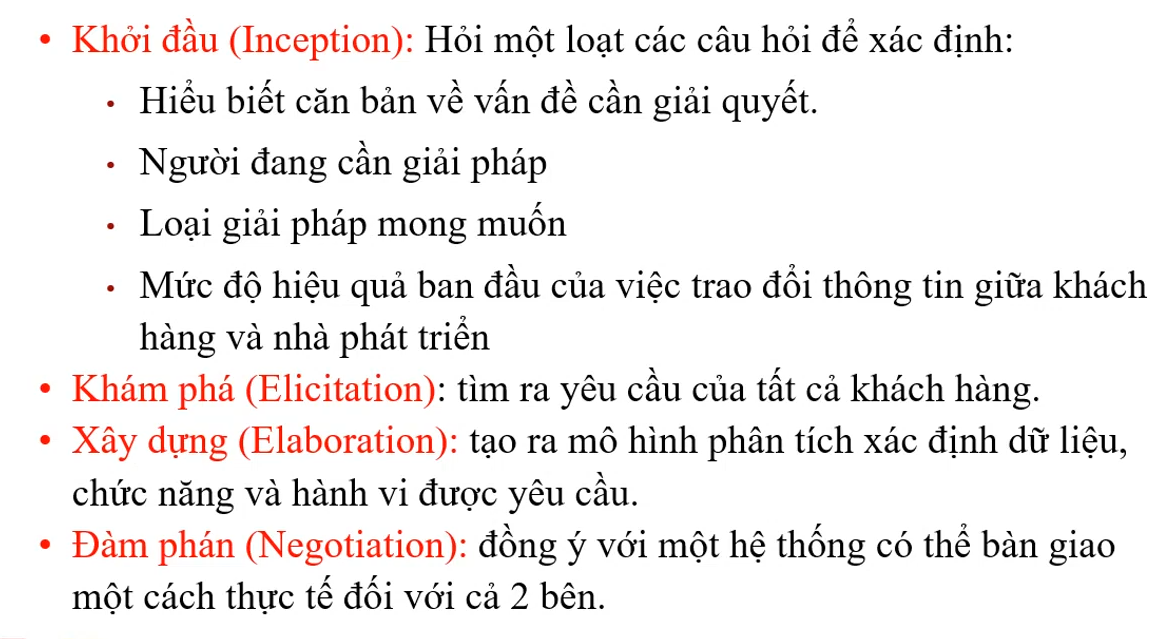 • Khởi đầu (Inception): Hỏi một loạt các câu hỏi để xác định:
• Hiểu biết căn bản về vấn đề cần giải quyết.
• Người đang cần giải pháp
• Loại giải pháp mong muốn
• Mức độ hiệu quả ban đầu của việc trao đổi thông tin giữa khách
hàng và nhà phát triển
• Khám phá (Elicitation): tìm ra yêu cầu của tất cả khách hàng.
• Xây dựng (Elaboration): tạo ra mô hình phân tích xác định dữ liệu,
chức năng và hành vi được yêu cầu.
• Đàm phán (Negotiation): đồng ý với một hệ thống có thể bàn giao
một cách thực tế đối với cả 2 bên.